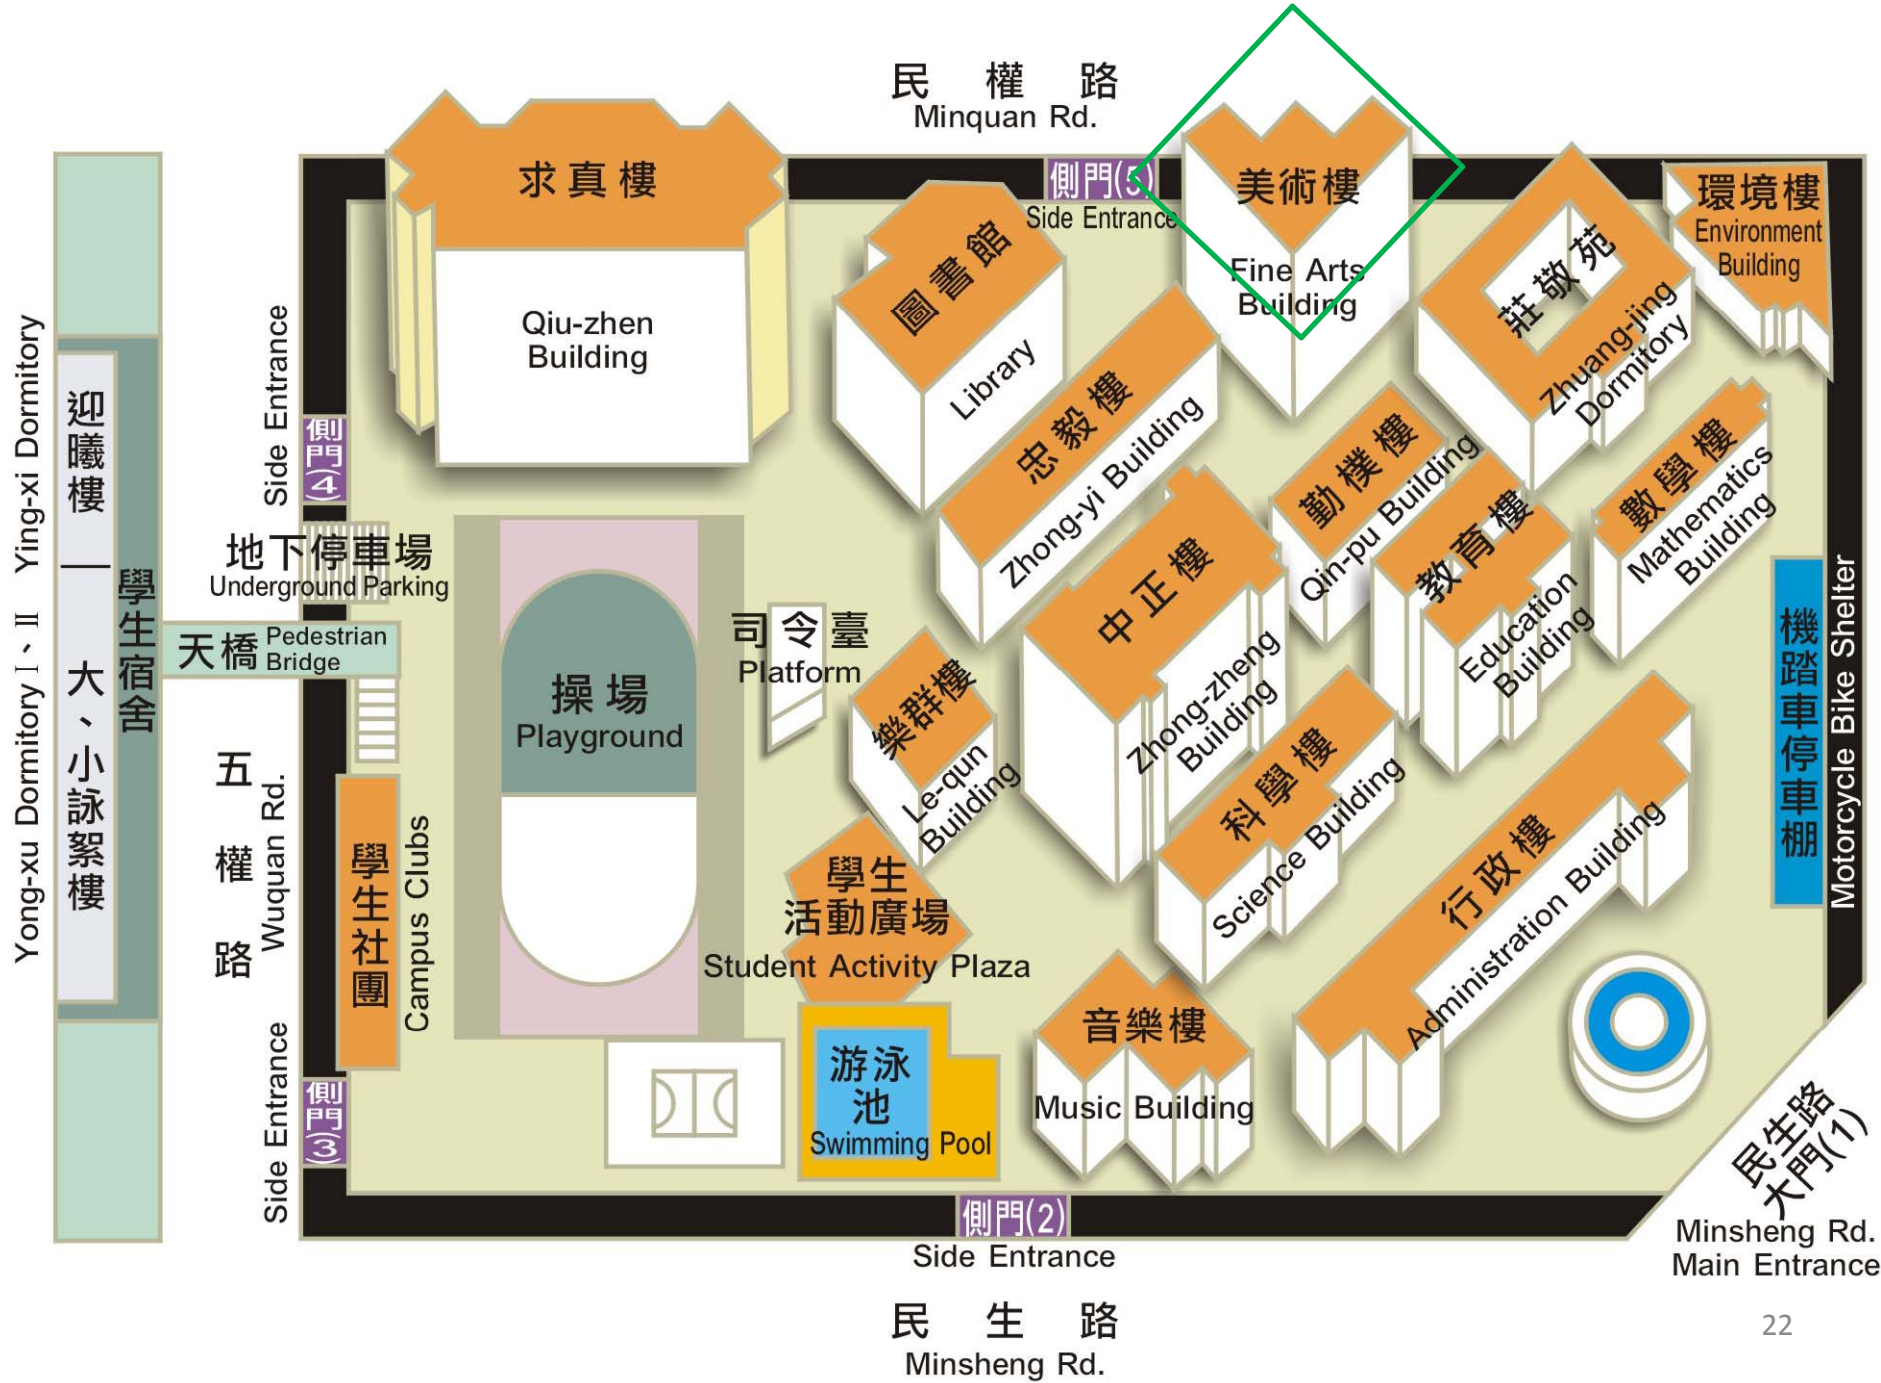 民 權 路
Minquan Rd.
求真樓
Qiu-zhen
Building
側門(5)
Side Entrance
美術樓
Fine Arts
Building
圖書館
Library
莊敬苑
Zhuang-jing
Dormitory
環境樓
Environment
Building
忠毅樓
Zhong-yi Building
勤樸樓
Qin-pu Building
教育樓
Education
Building
數學樓
Mathematics
Building
中正樓
Zhong-zheng
Building
迎曦樓
大、小詠絮樓
學生宿舍
Ying-xi Dormitory
Yong-xu Dormitory I、II
Side Entrance
側門(4)
地下停車場
Underground Parking
天橋
Pedestrian
Bridge
五權路
Wuquan Rd.
學生社團
Campus Clubs
操場
Playground
司令臺
Platform
樂群樓
Le-qun
Building
科學樓
Science Building
行政樓
Administration Building
機踏車停車棚
Motorcycle Bike Shelter
學生
活動廣場
Student Activity Plaza
游泳
池
Swimming Pool
音樂樓
Music Building
Side Entrance
側門(3)
側門(2)
Side Entrance
民生路
大門(1)
Minsheng Rd.
Main Entrance
民 生 路
Minsheng Rd.
22